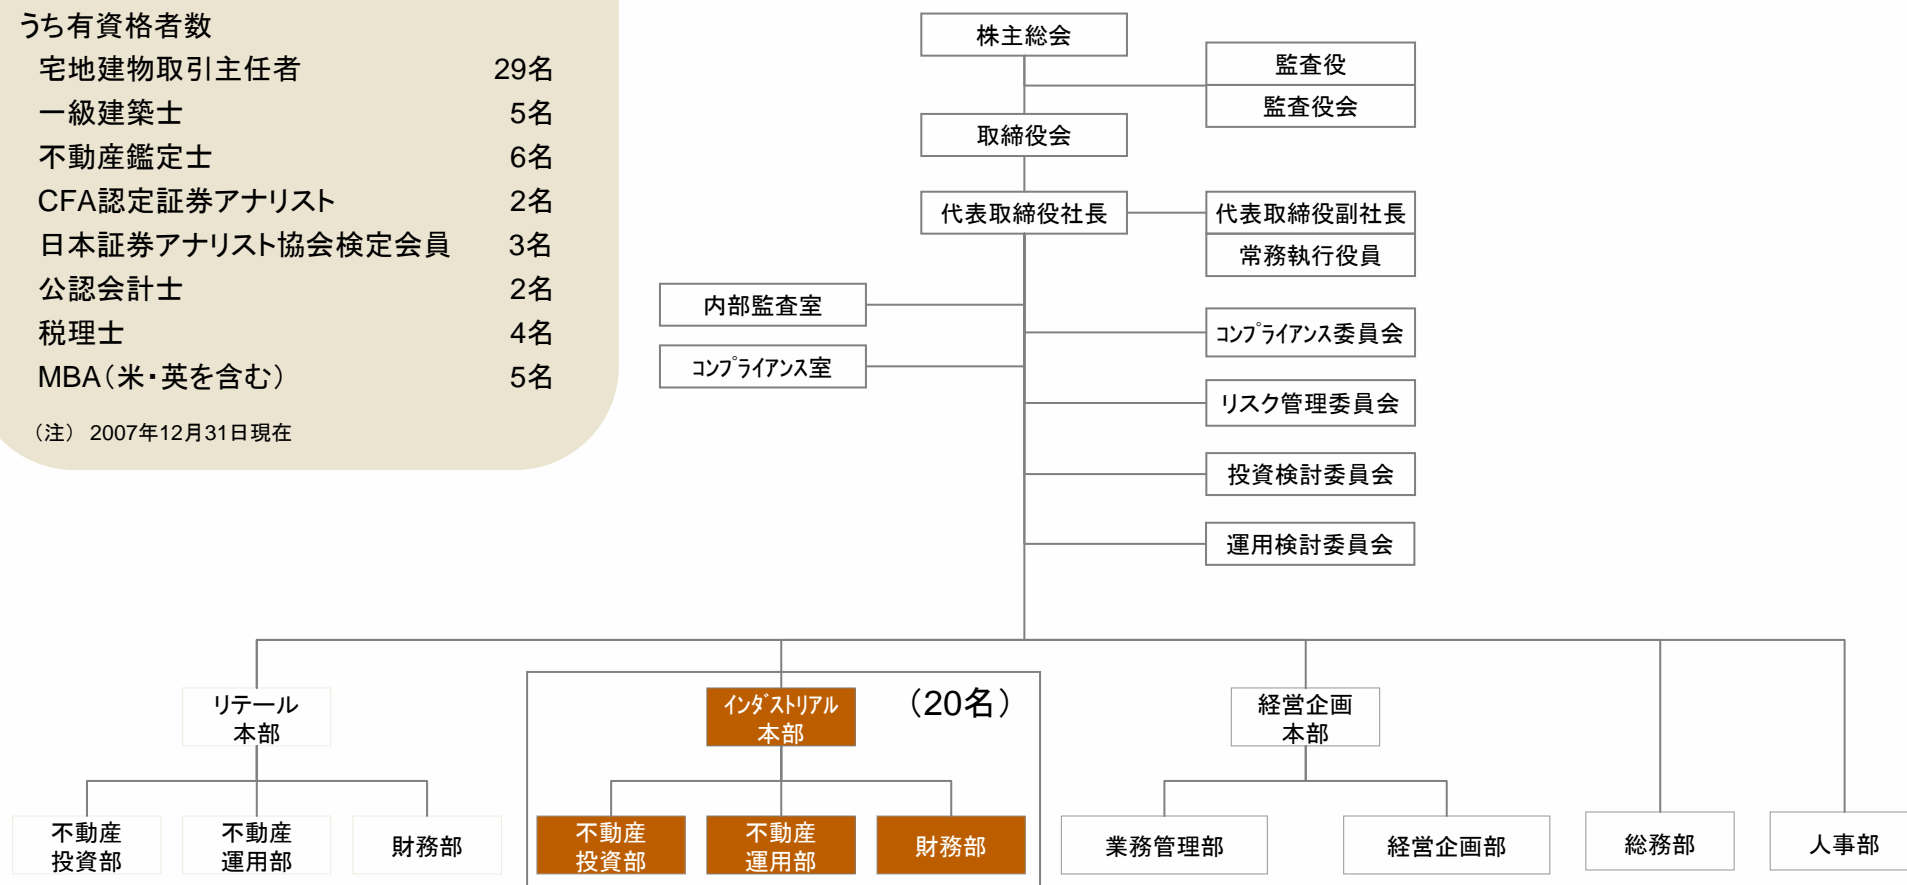 うち有資格者数
宅地建物取引主任者 29名
一級建築士 5名
不動産鑑定士 6名
CFA認定証券アナリスト 2名
日本証券アナリスト協会検定会員 3名
公認会計士 2名
税理士 4名
MBA（米・英を含む） 5名
（注） 2007年12月31日現在
株主総会
監査役
監査役会
取締役会
代表取締役社長
代表取締役副社長
常務執行役員
内部監査室
ｺﾝﾌﾟﾗｲｱﾝｽ委員会
ｺﾝﾌﾟﾗｲｱﾝｽ室
リスク管理委員会
投資検討委員会
運用検討委員会
リテール
本部
ｲﾝﾀﾞｽﾄﾘｱﾙ
本部
（20名）
経営企画
本部
不動産
投資部
不動産
運用部
財務部
不動産
投資部
不動産
運用部
財務部
業務管理部
経営企画部
総務部
人事部